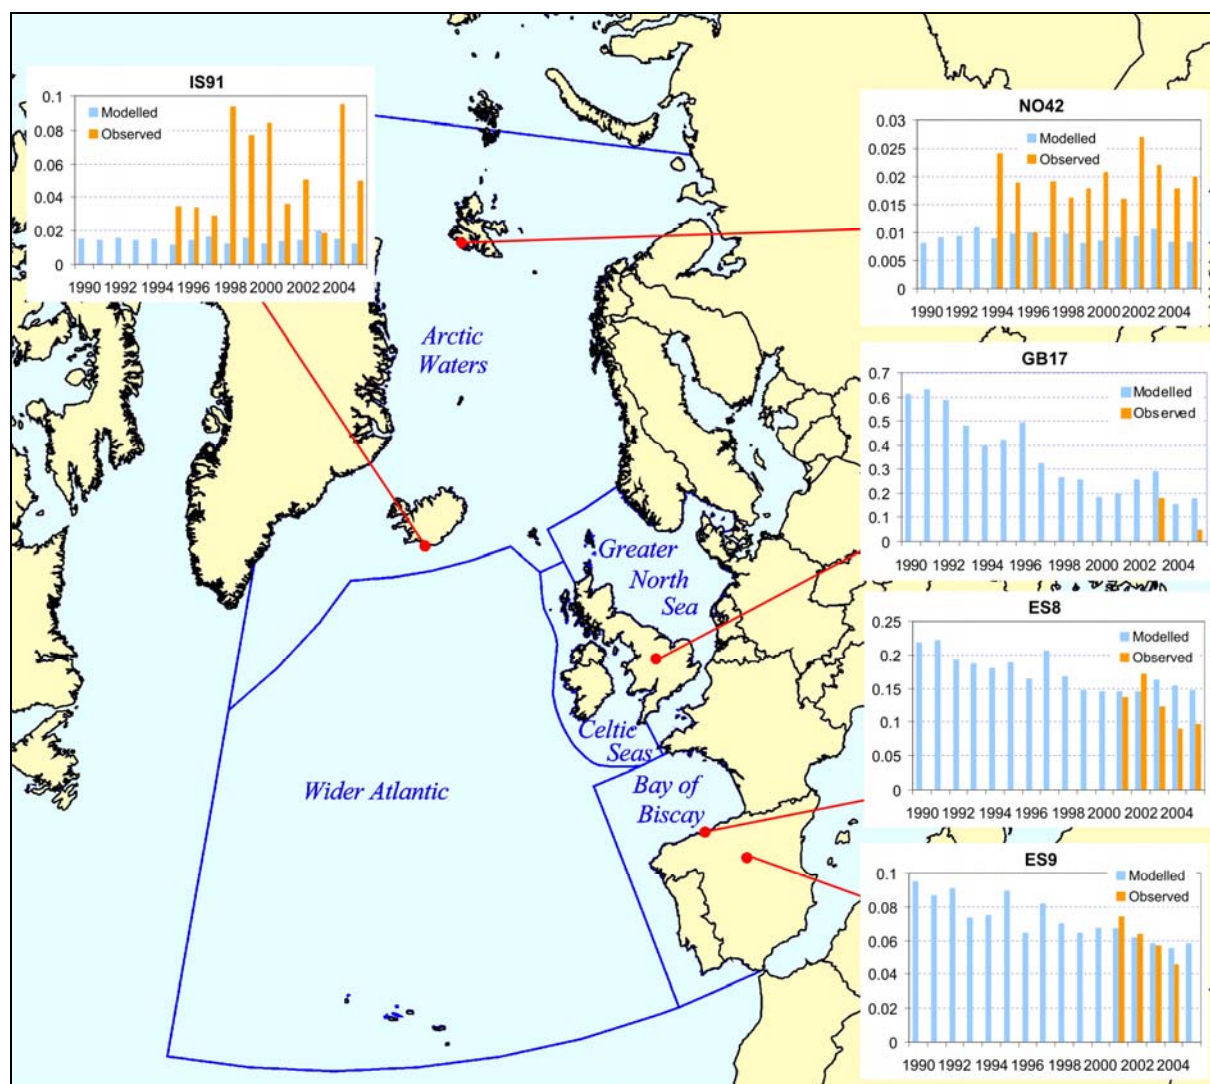 IS91
0.1
0.08
0.06
0.04
0.02
0
Modelled
Observed
1990 1992 1994 1996 1998 2000 2002 2004
NO42
0.03
0.025
0.02
0.015
0.01
0.005
0
Modelled
Observed
1990 1992 1994 1996 1998 2000 2002 2004
Arctic
Waters
GB17
0.7
0.6
0.5
0.4
0.3
0.2
0.1
0
Modelled
Observed
1990 1992 1994 1996 1998 2000 2002 2004
Greater
North
Sea
Celtic
Seas
ES8
0.25
0.2
0.15
0.1
0.05
0
Modelled
Observed
1990 1992 1994 1996 1998 2000 2002 2004
Wider Atlantic
Bay of
Biscay
ES9
0.1
0.08
0.06
0.04
0.02
0
Modelled
Observed
1990 1992 1994 1996 1998 2000 2002 2004